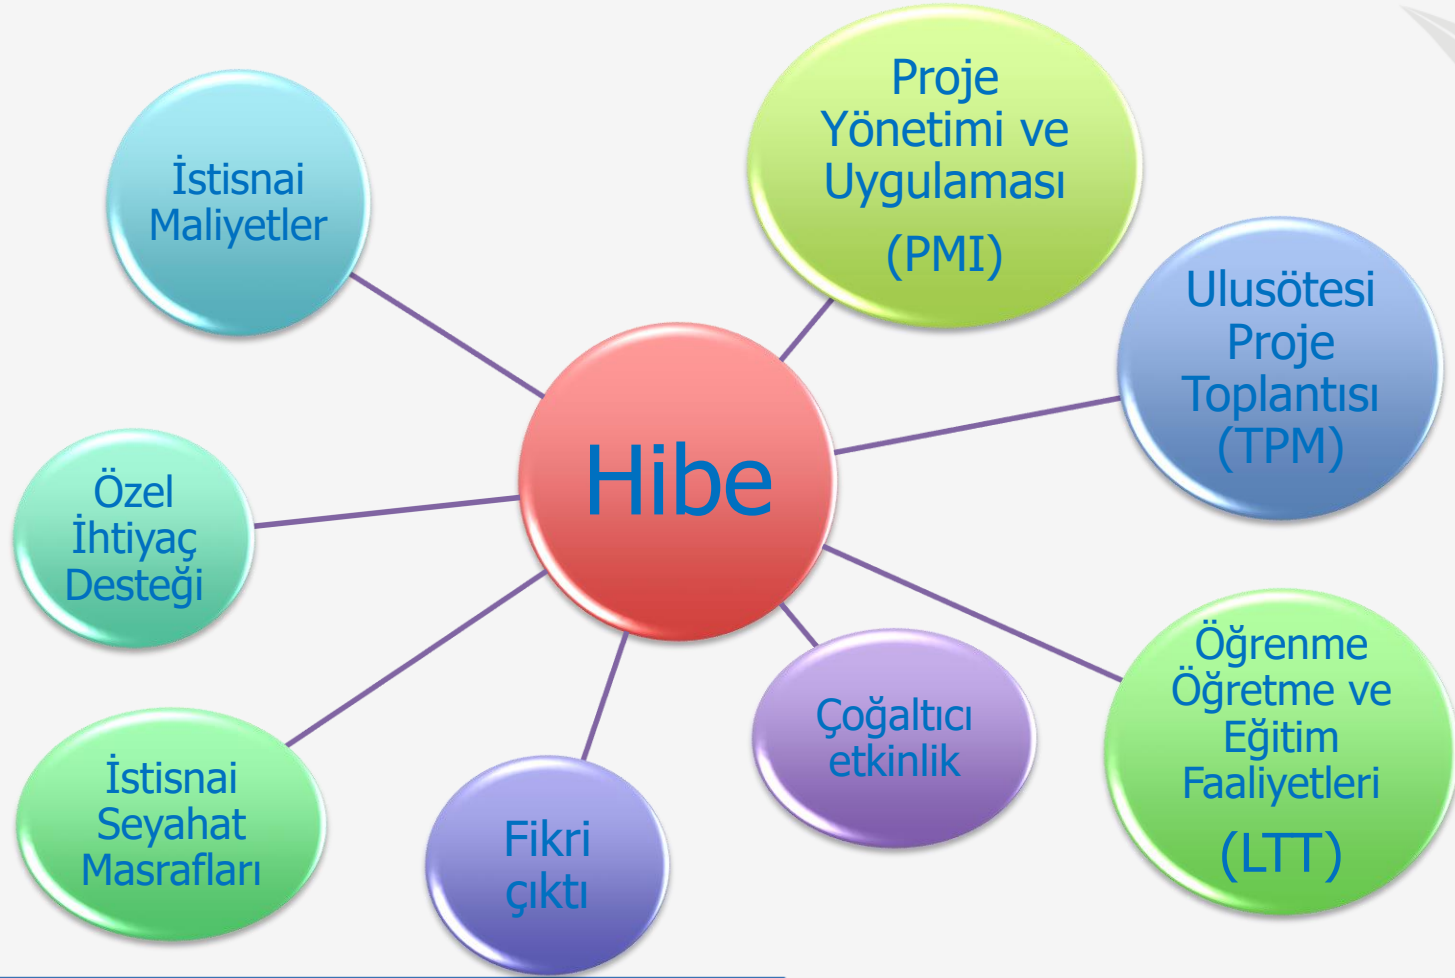 Proje
Yönetimi ve
Uygulaması
(PMI)
İstisnai
Maliyetler
Ulusötesi
Proje
Toplantısı
(TPM)
Hibe
Özel
İhtiyaç
Desteği
Öğrenme
Öğretme ve
Eğitim
Faaliyetleri
(LTT)
Çoğaltıcı
etkinlik
İstisnai
Seyahat
Masrafları
Fikri
çıktı